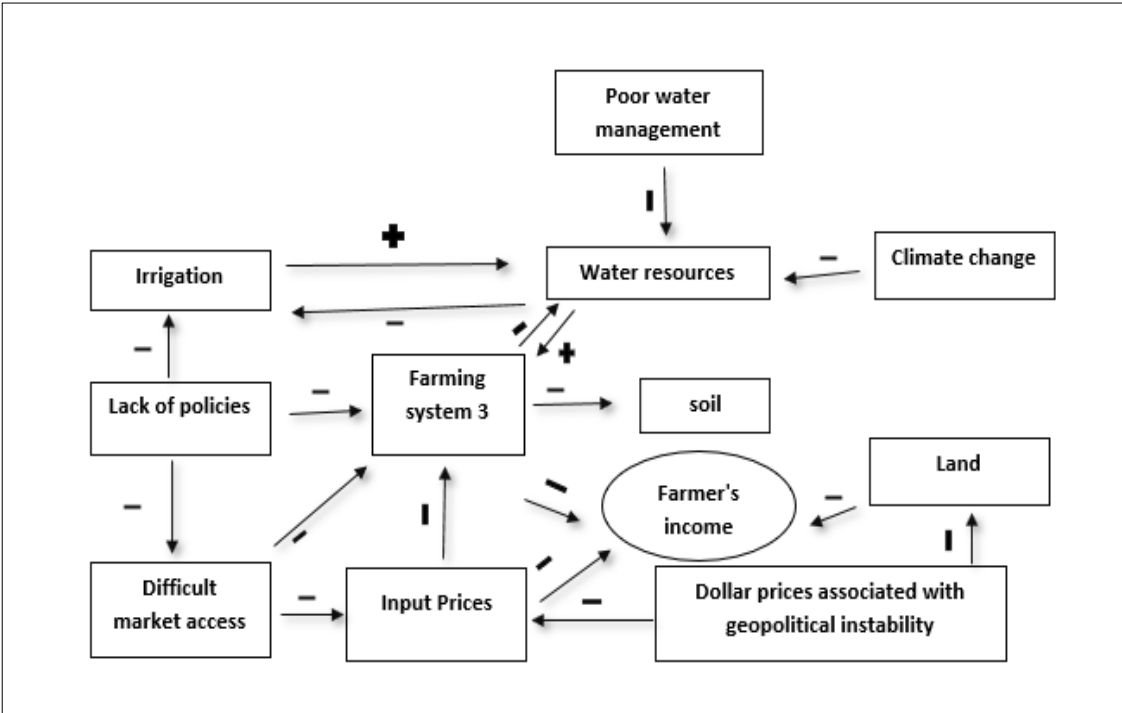 Poor water
management
+
Irrigation
Water resources
Climate change
−
−
−
+
−
Lack of policies
−
Farming
system 3
−
soil
−
−
Farmer's
income
−
Land
−
−
−
−
Difficult
market access
−
Input Prices
−
Dollar prices associated with
geopolitical instability